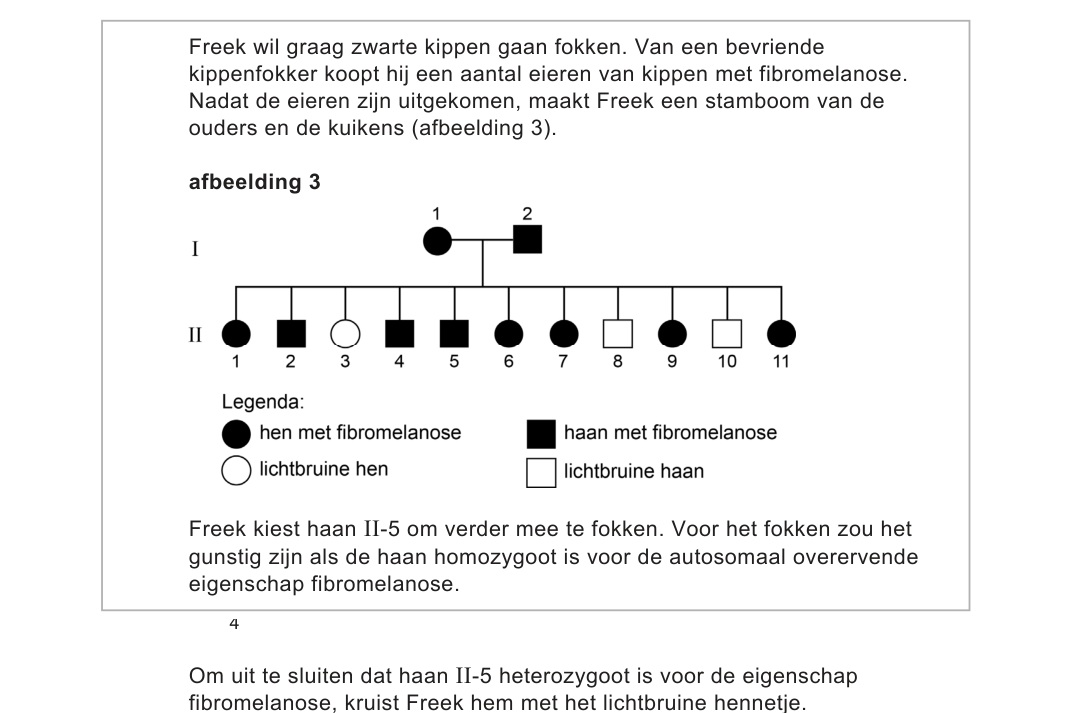 Freek wil graag zwarte kippen gaan fokken. Van een bevriende
kippenfokker koopt hij een aantal eieren van kippen met fibromelanose.
Nadat de eieren zijn uitgekomen, maakt Freek een stamboom van de
ouders en de kuikens (afbeelding 3).
afbeelding 3
1 2
I
II
1 2 3 4 5 6 7 8 9 10 11
Legenda:
hen met fibromelanose haan met fibromelanose
lichtbruine hen lichtbruine haan
Freek kiest haan II-5 om verder mee te fokken. Voor het fokken zou het
gunstig zijn als de haan homozygoot is voor de autosomaal overervende
eigenschap fibromelanose.
4
Om uit te sluiten dat haan II-5 heterozygoot is voor de eigenschap
fibromelanose, kruist Freek hem met het lichtbruine hennetje.